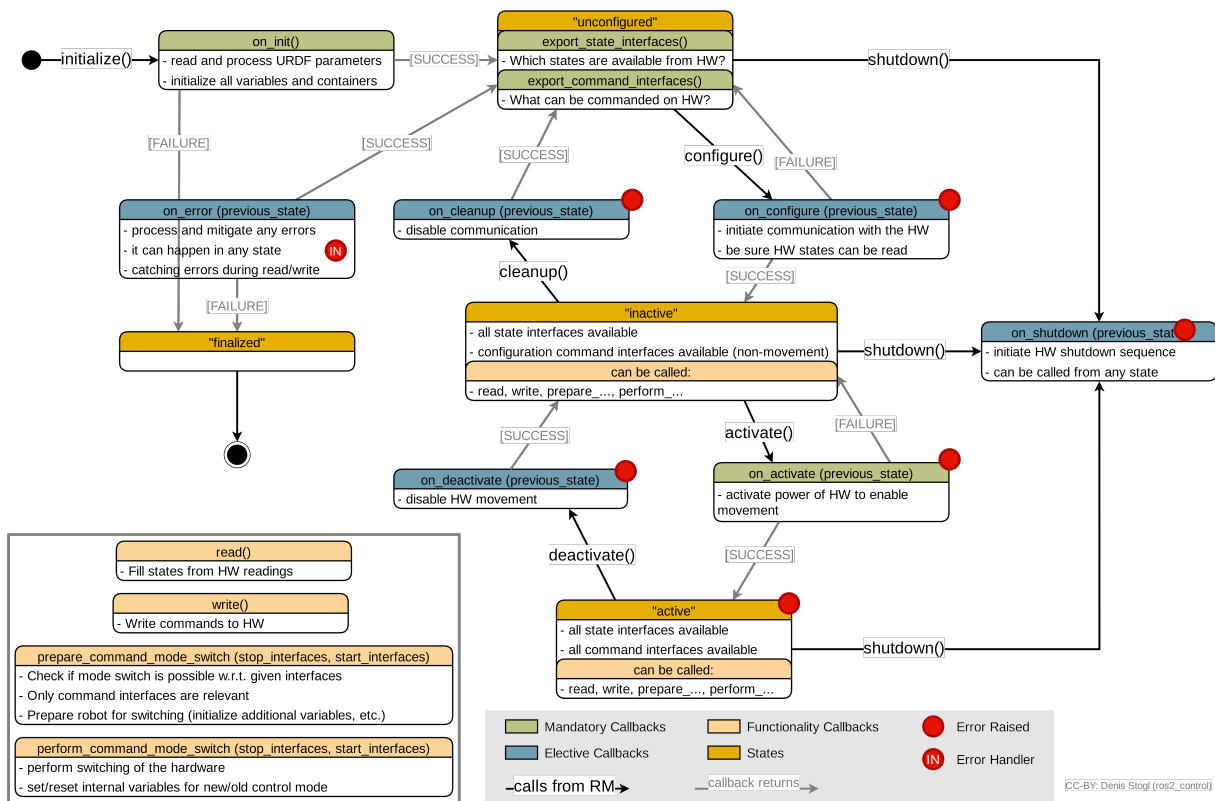 initialize()
on_init()
- read and process URDF parameters
- initialize all variables and containers
[SUCCESS]
"unconfigured"
export_state_interfaces()
- Which states are available from HW?
export_command_interfaces()
- What can be commanded on HW?
shutdown()
[FAILURE]
[SUCCESS]
[SUCCESS]
configure()
[FAILURE]
on_error (previous_state)
- process and mitigate any errors
- it can happen in any state
- catching errors during read/write
IN
on_cleanup (previous_state)
- disable communication
on_configure (previous_state)
- initiate communication with the HW
- be sure HW states can be read
cleanup()
[SUCCESS]
[FAILURE]
"finalized"
"inactive"
- all state interfaces available
- configuration command interfaces available (non-movement)
can be called:
- read, write, prepare_..., perform_...
shutdown()
on_shutdown (previous_stat
- initiate HW shutdown sequence
- can be called from any state
[SUCCESS]
activate()
[FAILURE]
on_deactivate (previous_state)
- disable HW movement
on_activate (previous_state)
- activate power of HW to enable
movement
deactivate()
[SUCCESS]
"active"
- all state interfaces available
- all command interfaces available
can be called:
- read, write, prepare_..., perform_...
shutdown()
read()
- Fill states from HW readings
write()
- Write commands to HW
prepare_command_mode_switch (stop_interfaces, start_interfaces)
- Check if mode switch is possible w.r.t. given interfaces
- Only command interfaces are relevant
- Prepare robot for switching (initialize additional variables, etc.)
perform_command_mode_switch (stop_interfaces, start_interfaces)
- perform switching of the hardware
- set/reset internal variables for new/old control mode
Mandatory Callbacks
Functionality Callbacks
Error Raised
Elective Callbacks
States
IN
Error Handler
calls from RM
callback returns
CC-BY: Denis Stogl (ros2_control)